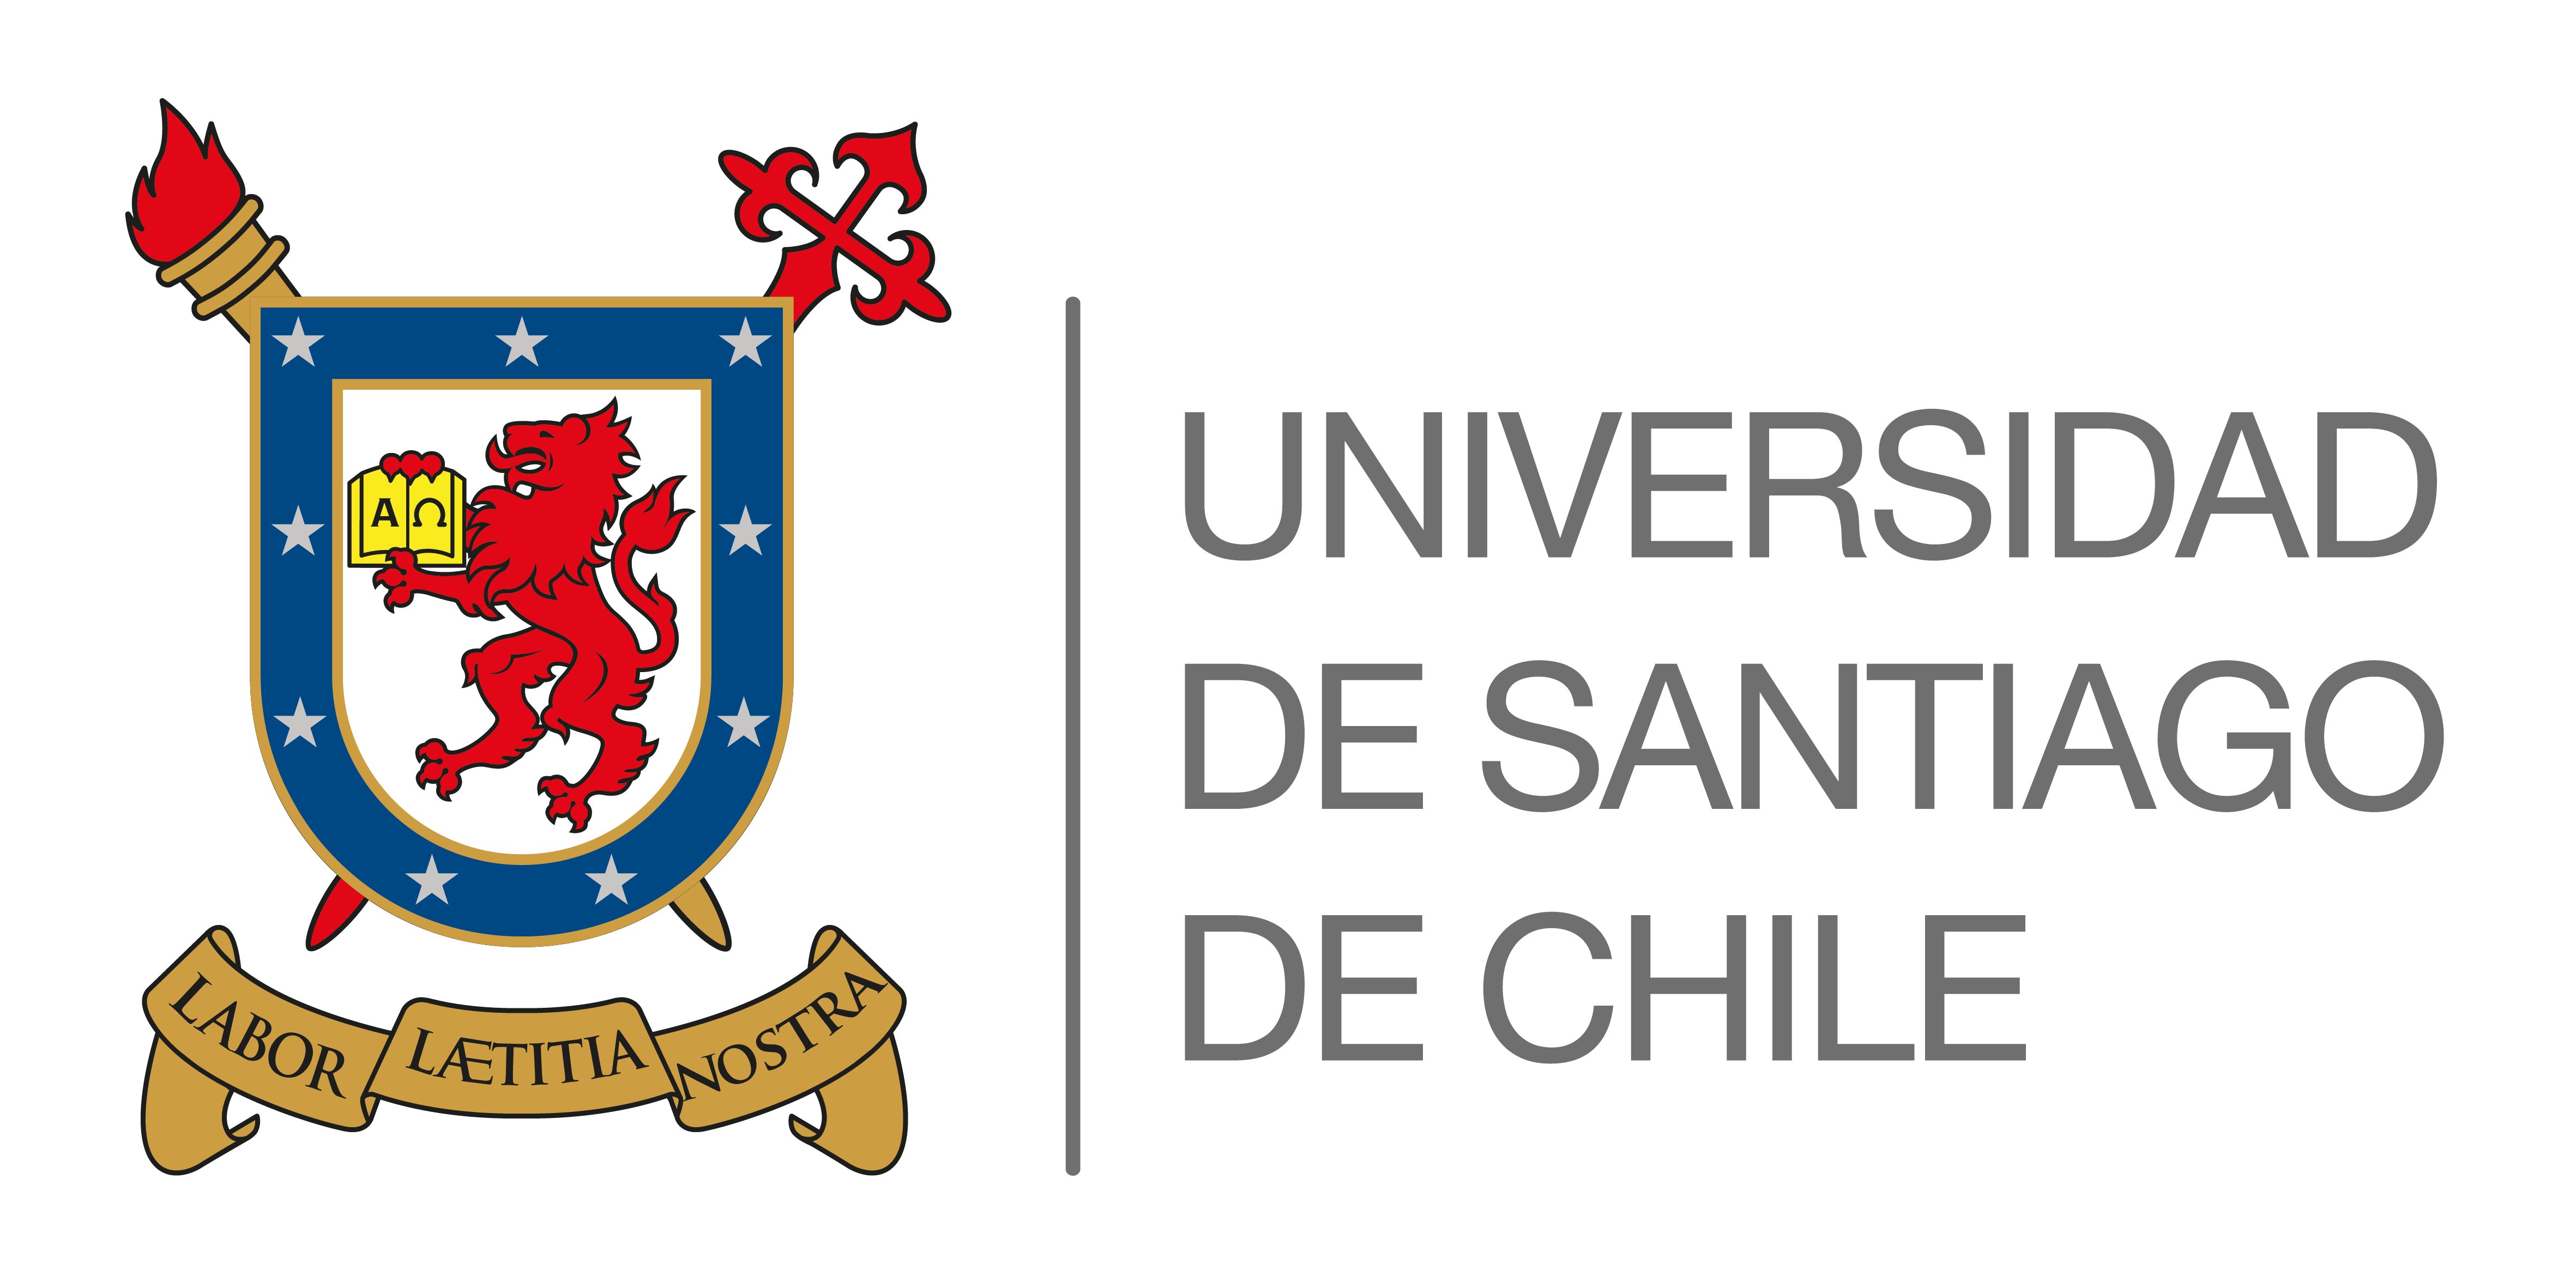 Α Ω
LABOR LÆTITIA NOSTRA
UNIVERSIDAD
DE SANTIAGO
DE CHILE